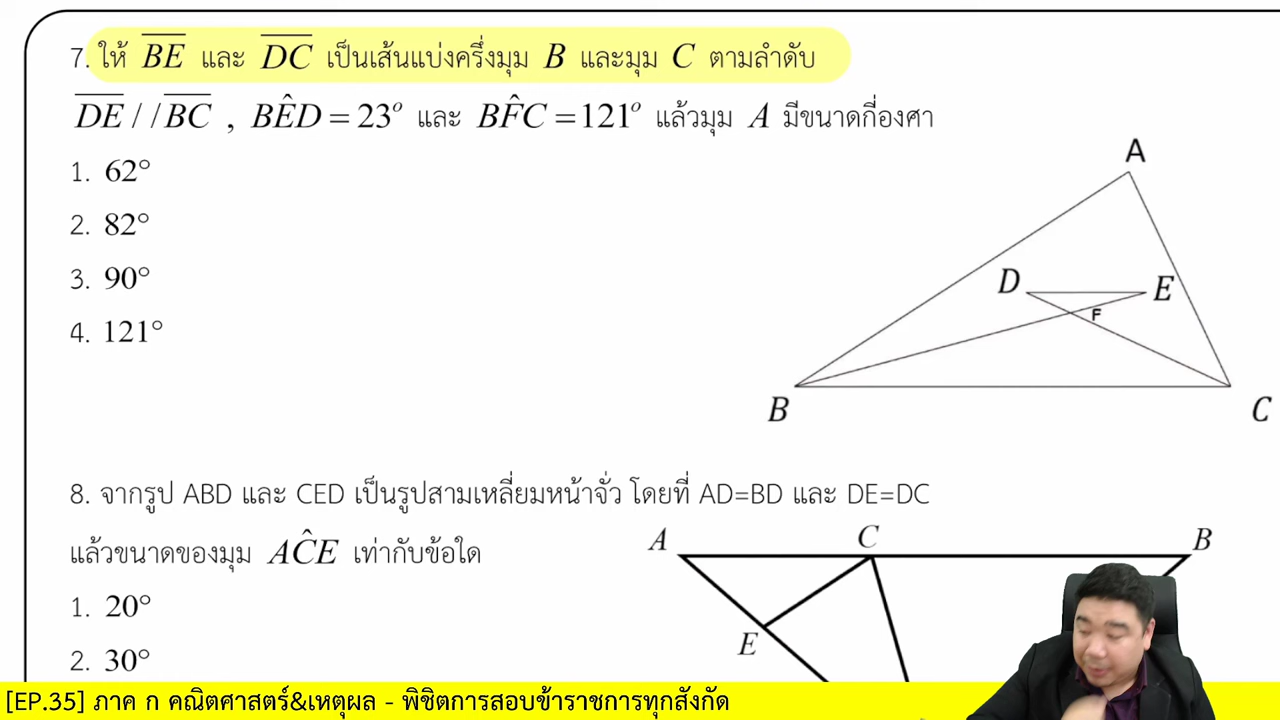 7. ให้ BE และ DC เป็นเส้นแบ่งครึ่งมุม B และมุม C ตามลำดับ
DE//BC , BÊD = 23° และ BF̂C = 121° แล้วมุม A มีขนาดกี่องศา
1. 62°
2. 82°
3. 90°
4. 121°
A
D
E
F
B
C
8. จากรูป ABD และ CED เป็นรูปสามเหลี่ยมหน้าจั่ว โดยที่ AD=BD และ DE=DC
แล้วขนาดของมุม AĈE เท่ากับข้อใด
1. 20°
2. 30°
A
C
B
E
[EP.35] ภาค ก คณิตศาสตร์&เหตุผล - พิชิตการสอบข้าราชการทุกสังกัด